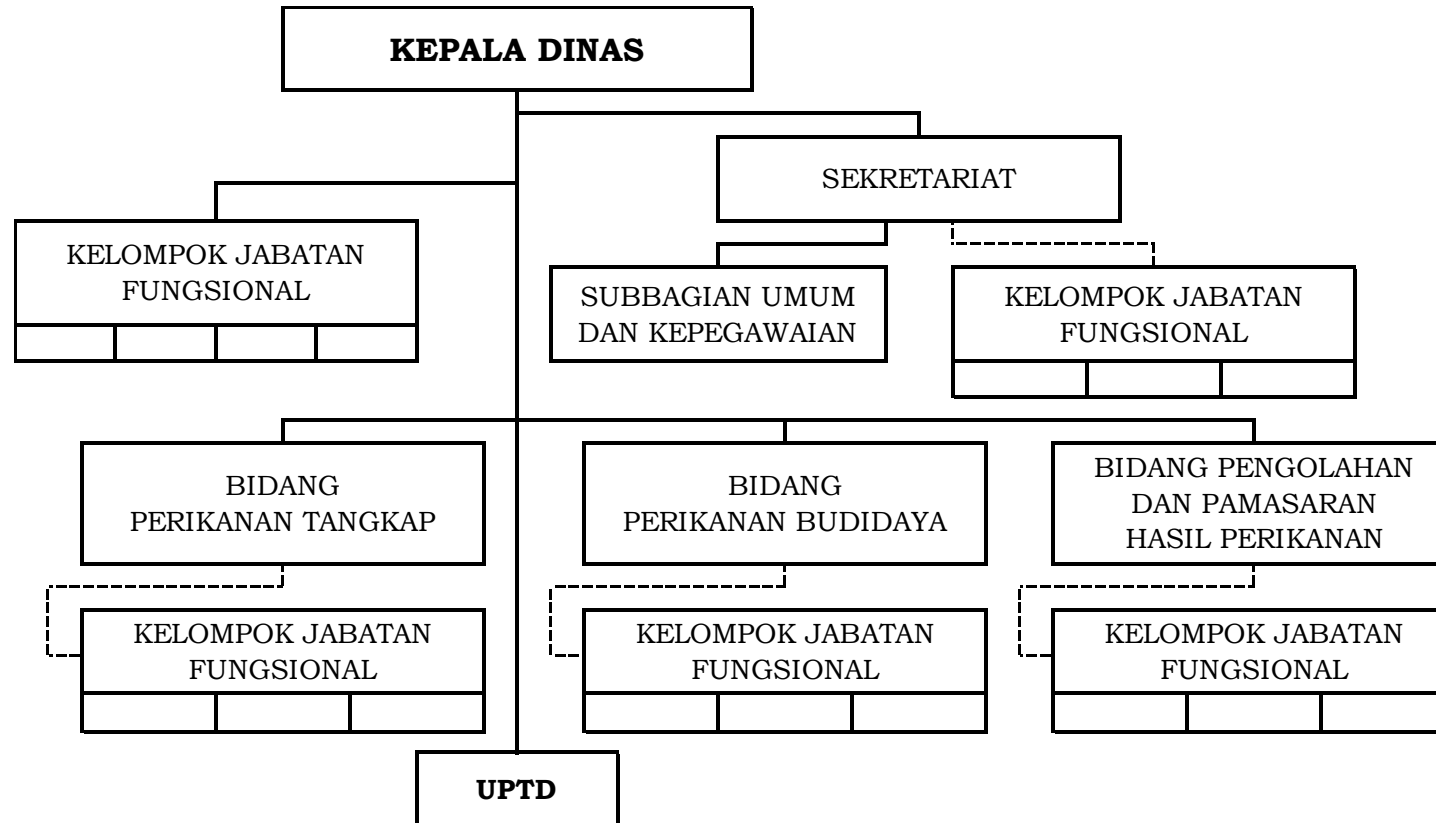 KEPALA DINAS
SEKRETARIAT
KELOMPOK JABATAN
FUNGSIONAL
SUBBAGIAN UMUM
DAN KEPEGAWAIAN
KELOMPOK JABATAN
FUNGSIONAL
BIDANG
PERIKANAN TANGKAP
BIDANG
PERIKANAN BUDIDAYA
BIDANG PENGOLAHAN
DAN PAMASARAN
HASIL PERIKANAN
KELOMPOK JABATAN
FUNGSIONAL
KELOMPOK JABATAN
FUNGSIONAL
KELOMPOK JABATAN
FUNGSIONAL
UPTD